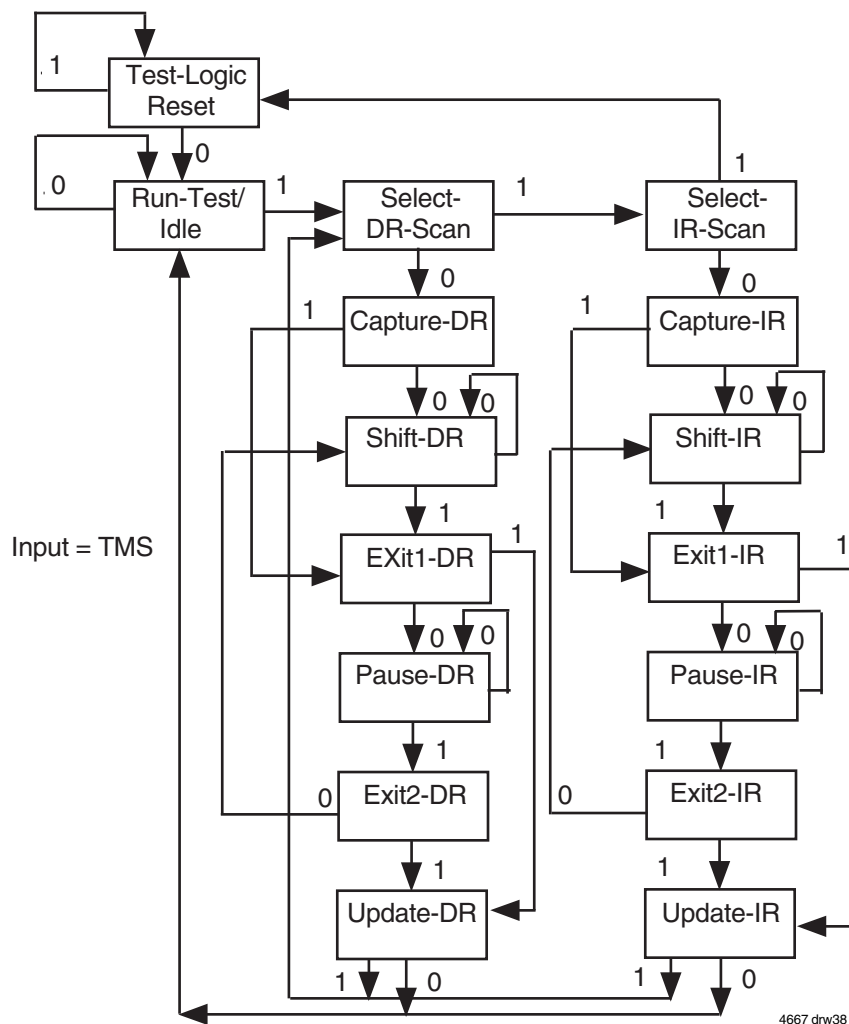 1
Test-Logic
Reset
0
1
0
Run-Test/
Idle
1
Select-
DR-Scan
1
Select-
IR-Scan
0
0
1
Capture-DR
1
Capture-IR
0
0
0
0
Shift-DR
Shift-IR
1
1
Input = TMS
EXit1-DR
1
Exit1-IR
1
0
0
0
0
Pause-DR
Pause-IR
1
1
0
Exit2-DR
0
Exit2-IR
1
1
Update-DR
Update-IR
1
0
1
0
4667 drw38